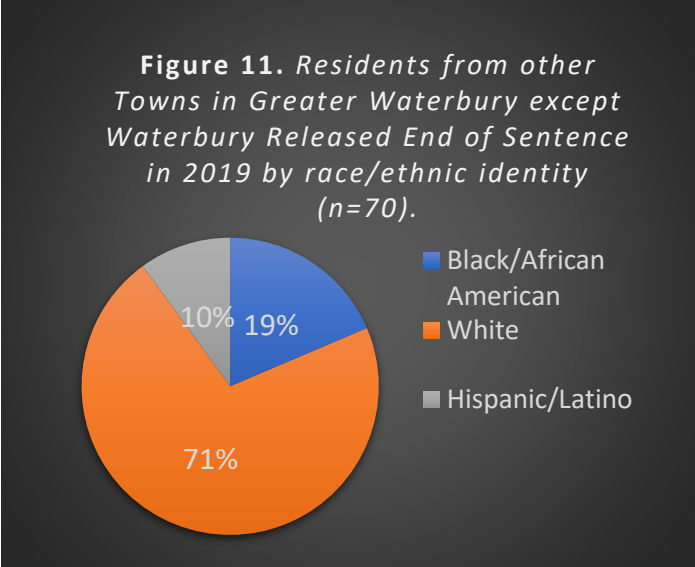 Figure 11. Residents from other
Towns in Greater Waterbury except
Waterbury Released End of Sentence
in 2019 by race/ethnic identity
(n=70).
Black/African
American
White
Hispanic/Latino
10%
19%
71%